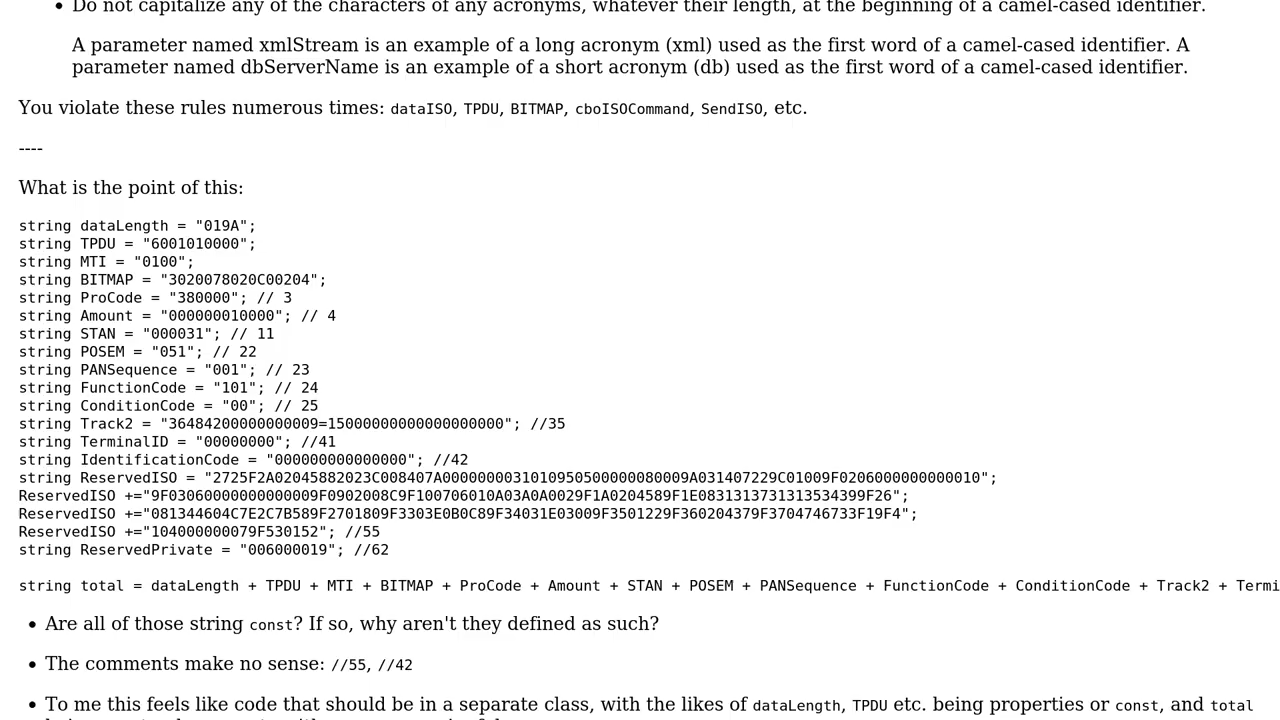 Do not capitalize any of the characters of any acronyms, whatever their length, at the beginning of a camel-cased identifier.
A parameter named xmlStream is an example of a long acronym (xml) used as the first word of a camel-cased identifier. A
parameter named dbServerName is an example of a short acronym (db) used as the first word of a camel-cased identifier.
You violate these rules numerous times: dataISO, TPDU, BITMAP, cboISOCommand, SendISO, etc.
----
What is the point of this:
string dataLength = "019A";
string TPDU = "6001010000";
string MTI = "0100";
string BITMAP = "3020078020C00204";
string ProCode = "380000"; // 3
string Amount = "000000010000"; // 4
string STAN = "000031"; // 11
string POSEM = "051"; // 22
string PANSequence = "001"; // 23
string FunctionCode = "101"; // 24
string ConditionCode = "00"; // 25
string Track2 = "36484200000000009=15000000000000000000"; //35
string TerminalID = "00000000"; //41
string IdentificationCode = "000000000000000"; //42
string ReservedISO = "2725F2A02045882023C008407A0000000031010950500000080009A031407229C01009F0206000000000010";
ReservedISO +="9F03060000000000009F0902008C9F100706010A03A0A0029F1A0204589F1E0831313731313534399F26";
ReservedISO +="081344604C7E2C7B589F2701809F3303E0B0C89F34031E03009F3501229F360204379F3704746733F19F4";
ReservedISO +="104000000079F530152"; //55
string ReservedPrivate = "006000019"; //62
string total = dataLength + TPDU + MTI + BITMAP + ProCode + Amount + STAN + POSEM + PANSequence + FunctionCode + ConditionCode + Track2 + Termi
Are all of those string const? If so, why aren't they defined as such?
The comments make no sense: //55, //42
To me this feels like code that should be in a separate class, with the likes of dataLength, TPDU etc. being properties or const, and total